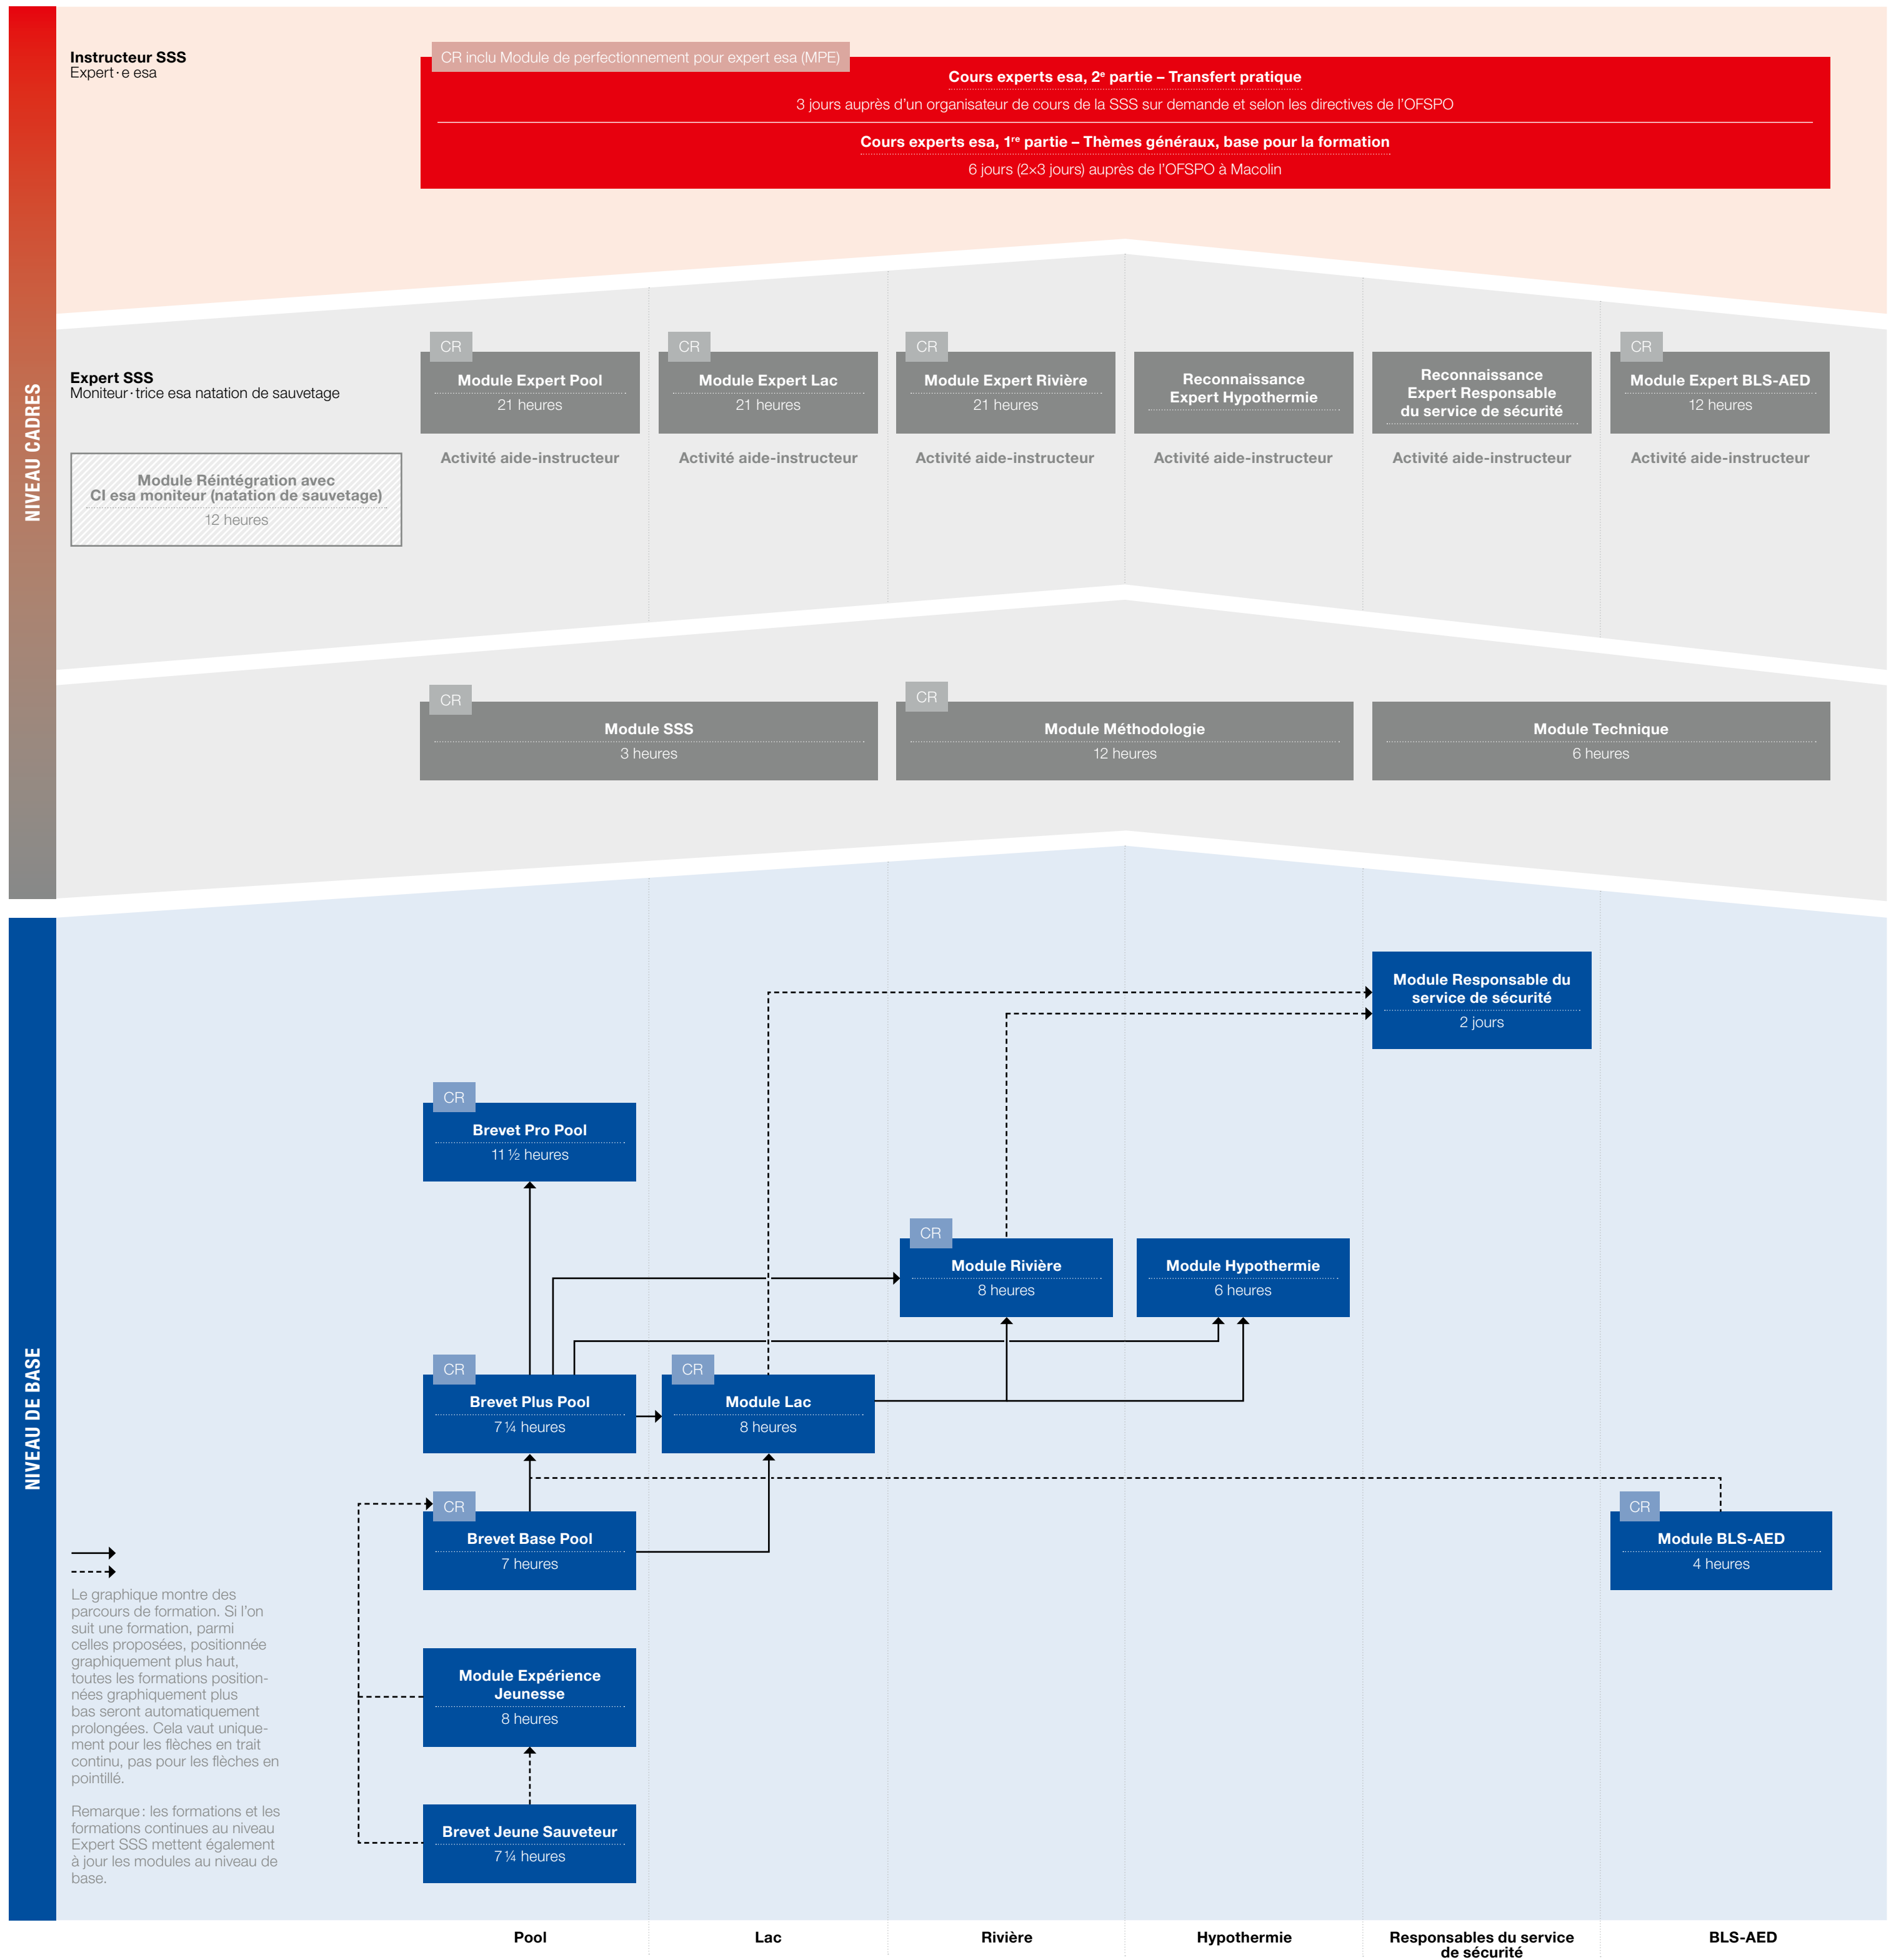 NIVEAU CADRES
Instructeur SSS
Expert·e esa
CR inclu Module de perfectionnement pour expert esa (MPE)
Cours experts esa, 2e partie – Transfert pratique
3 jours auprès d’un organisateur de cours de la SSS sur demande et selon les directives de l’OFSPO
Cours experts esa, 1re partie – Thèmes généraux, base pour la formation
6 jours (2×3 jours) auprès de l’OFSPO à Macolin
Expert SSS
Moniteur·trice esa natation de sauvetage
Module Réintégration avec
CI esa moniteur (natation de sauvetage)
12 heures
CR
Module Expert Pool
21 heures
Activité aide-instructeur
CR
Module Expert Lac
21 heures
Activité aide-instructeur
CR
Module Expert Rivière
21 heures
Activité aide-instructeur
Reconnaissance
Expert Hypothermie
Activité aide-instructeur
Reconnaissance
Expert Responsable
du service de sécurité
Activité aide-instructeur
CR
Module Expert BLS-AED
12 heures
Activité aide-instructeur
CR
Module SSS
3 heures
CR
Module Méthodologie
12 heures
Module Technique
6 heures
NIVEAU DE BASE
Module Responsable du
service de sécurité
2 jours
CR
Brevet Pro Pool
11 ½ heures
CR
Module Rivière
8 heures
Module Hypothermie
6 heures
CR
Brevet Plus Pool
7 ¼ heures
CR
Module Lac
8 heures
CR
Brevet Base Pool
7 heures
CR
Module BLS-AED
4 heures
Module Expérience
Jeunesse
8 heures
Brevet Jeune Sauveteur
7 ¼ heures
Le graphique montre des
parcours de formation. Si l’on
suit une formation, parmi
celles proposées, positionnée
graphiquement plus haut,
toutes les formations position-
nées graphiquement plus
bas seront automatiquement
prolongées. Cela vaut unique-
ment pour les flèches en trait
continu, pas pour les flèches en
pointillé.
Remarque : les formations et les
formations continues au niveau
Expert SSS mettent également
à jour les modules au niveau de
base.
Pool
Lac
Rivière
Hypothermie
Responsables du service
de sécurité
BLS-AED